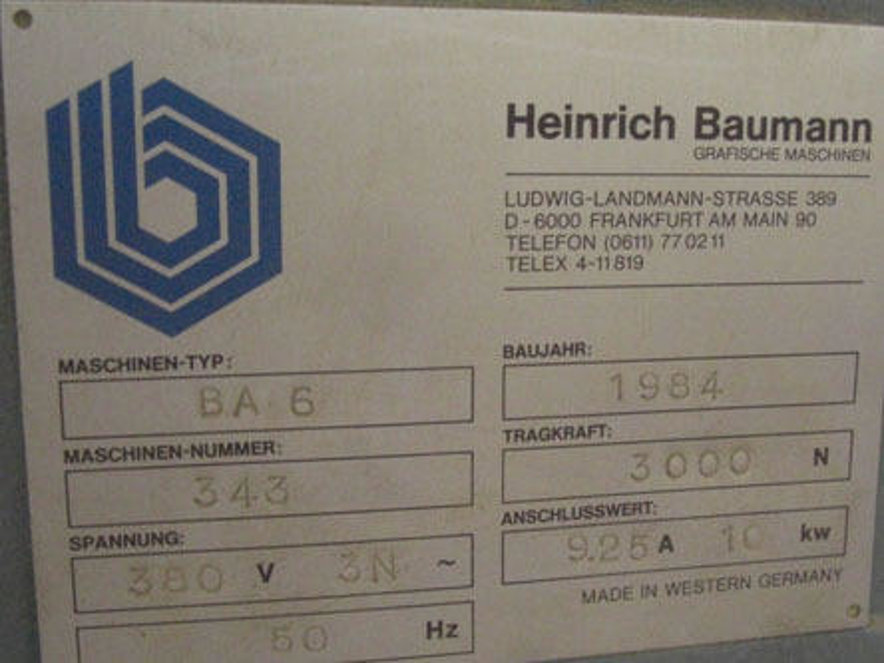 Heinrich Baumann
GRAFISCHE MASCHINEN
LUDWIG-LANDMANN-STRASSE 389
D-6000 FRANKFURT AM MAIN 90
TELEFON (0611) 77 02 11
TELEX 4-11 819
MASCHINEN-TYP:
BA 6
MASCHINEN-NUMMER:
343
SPANNUNG:
380 V 3N ~
50 Hz
BAUJAHR:
1984
TRAGKRAFT:
3000 N
ANSCHLUSSWERT:
9.25 A 10 kw
MADE IN WESTERN GERMANY